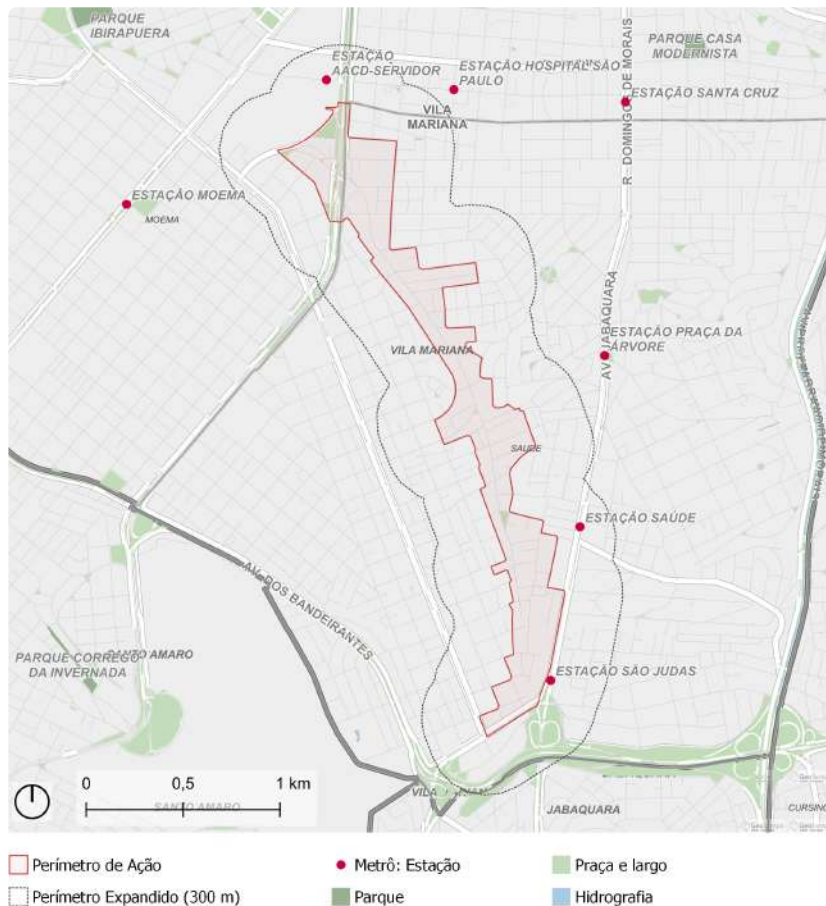 PARQUE
IBIRAPUERA
ESTAÇÃO
AACD-SERVIDOR
ESTAÇÃO HOSPITAL SÃO
PAULO
PARQUE CASA
MODERNISTA
R. DOMINGOS DE MORAIS
ESTAÇÃO SANTA CRUZ
VILA
MARIANA
ESTAÇÃO MOEMA
MOEMA
AV. JABAQUARA
ESTAÇÃO PRAÇA DA
ÁRVORE
VILA MARIANA
SAÚDE
ESTAÇÃO SAÚDE
AV. DOS BANDEIRANTES
SANTO AMARO
PARQUE CORREGO
DA INVERNADA
ESTAÇÃO SÃO JUDAS
0 0,5 1 km
SANTO AMARO
VILA
JABAQUARA
CURSINO
Perímetro de Ação
Metrô: Estação
Praça e largo
Perímetro Expandido (300 m)
Parque
Hidrografia